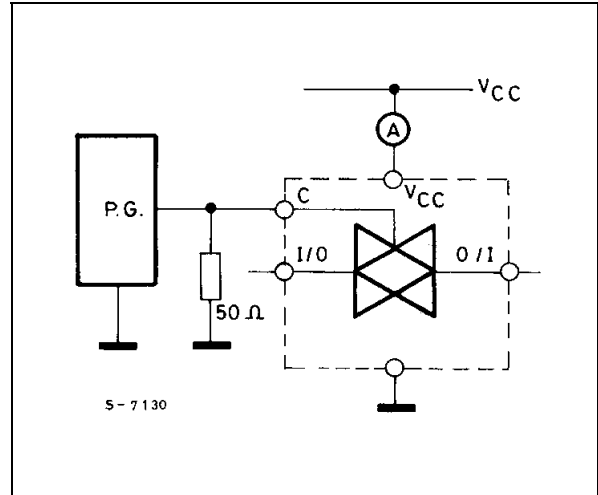 VCC
A
VCC
P.G.
C
I/O
O/I
50 Ω
S-7130